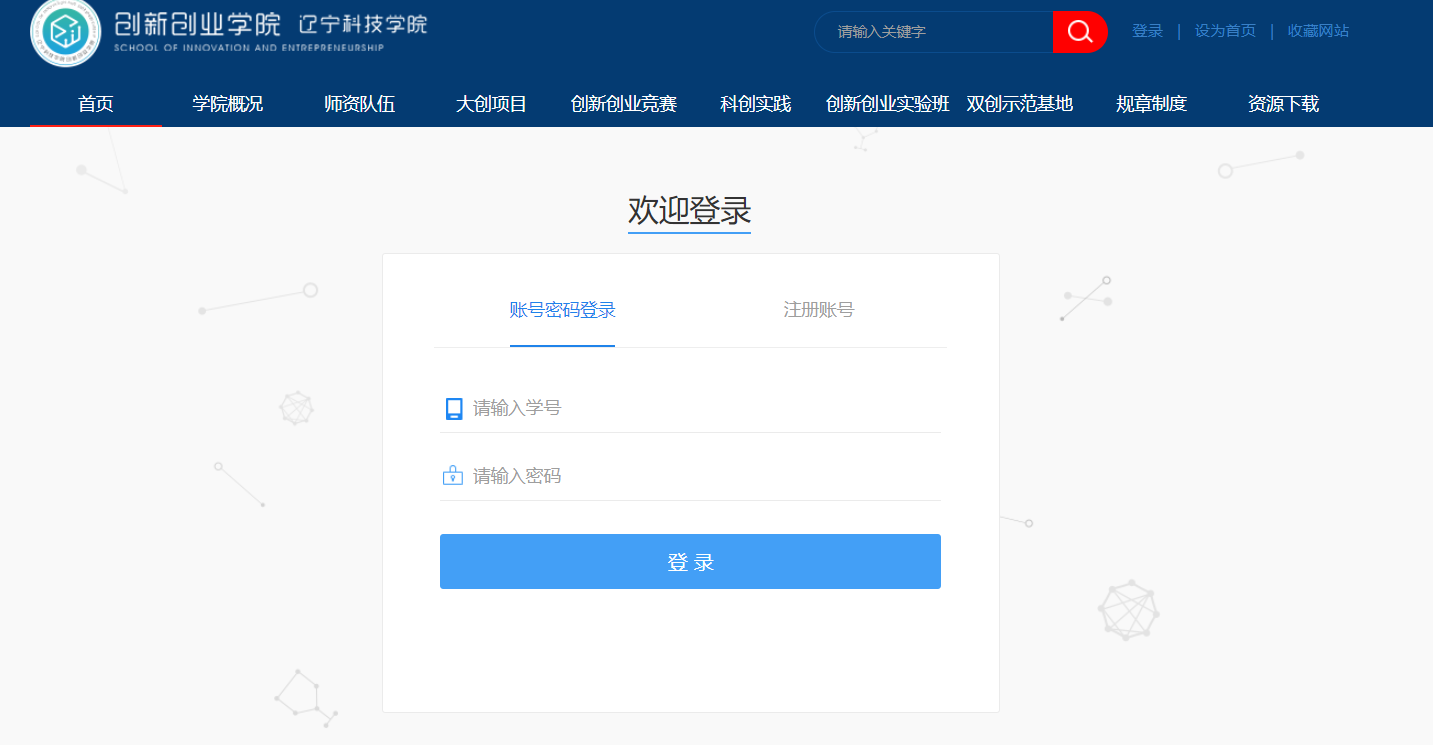 创新创业学院 辽宁科技学院
SCHOOL OF INNOVATION AND ENTREPRENEURSHIP
请输入关键字
登录 | 设为首页 | 收藏网站
首页 学院概况 师资队伍 大创项目 创新创业竞赛 科创实践 创新创业实验班 双创示范基地 规章制度 资源下载
欢迎登录
账号密码登录 注册账号
请输入学号
请输入密码
登 录